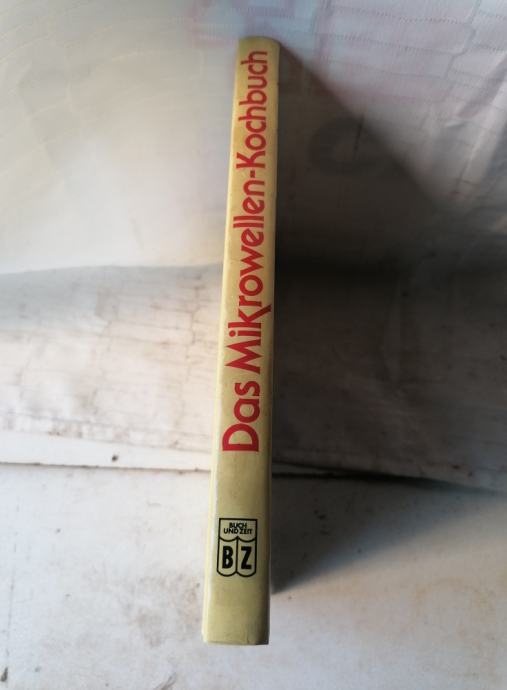 Das Mikrowellen-Kochbuch
BUCH
UND ZEIT
BZ